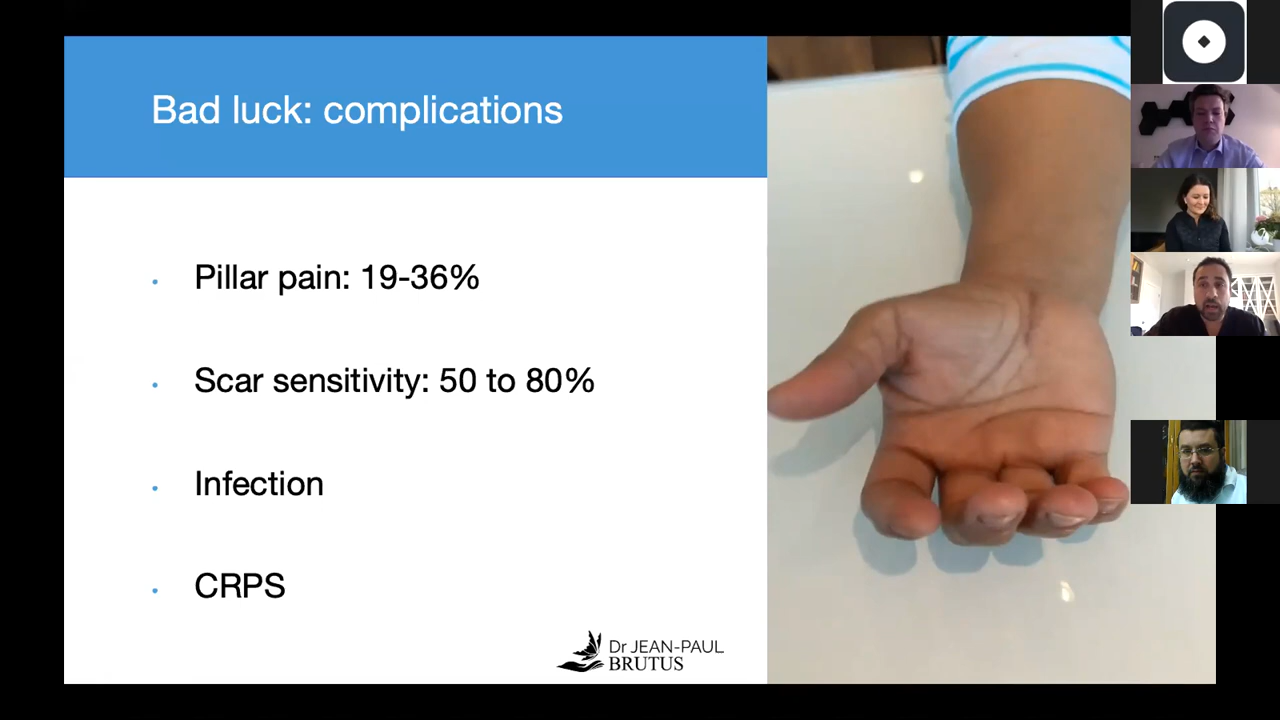 Bad luck: complications
Pillar pain: 19-36%
Scar sensitivity: 50 to 80%
Infection
CRPS
Dr JEAN-PAUL
BRUTUS